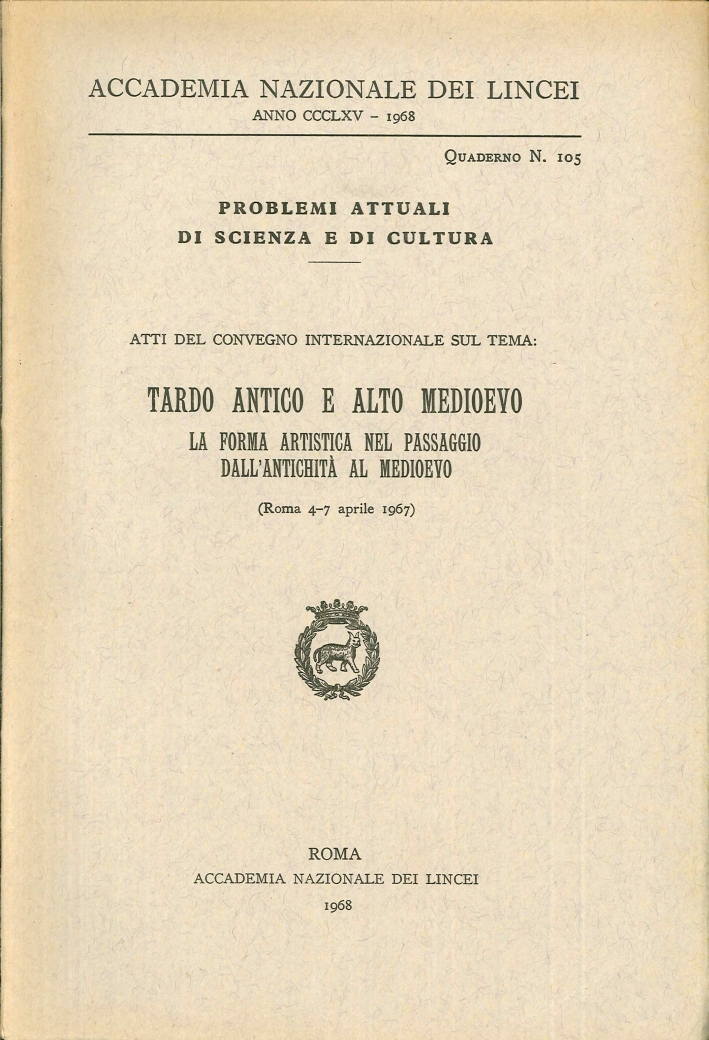 ACCADEMIA NAZIONALE DEI LINCEI
ANNO CCCLXV – 1968
QUADERNO N. 105
PROBLEMI ATTUALI
DI SCIENZA E DI CULTURA
ATTI DEL CONVEGNO INTERNAZIONALE SUL TEMA:
TARDO ANTICO E ALTO MEDIOEVO
LA FORMA ARTISTICA NEL PASSAGGIO
DALL'ANTICHITÀ AL MEDIOEVO
(Roma 4–7 aprile 1967)
ROMA
ACCADEMIA NAZIONALE DEI LINCEI
1968